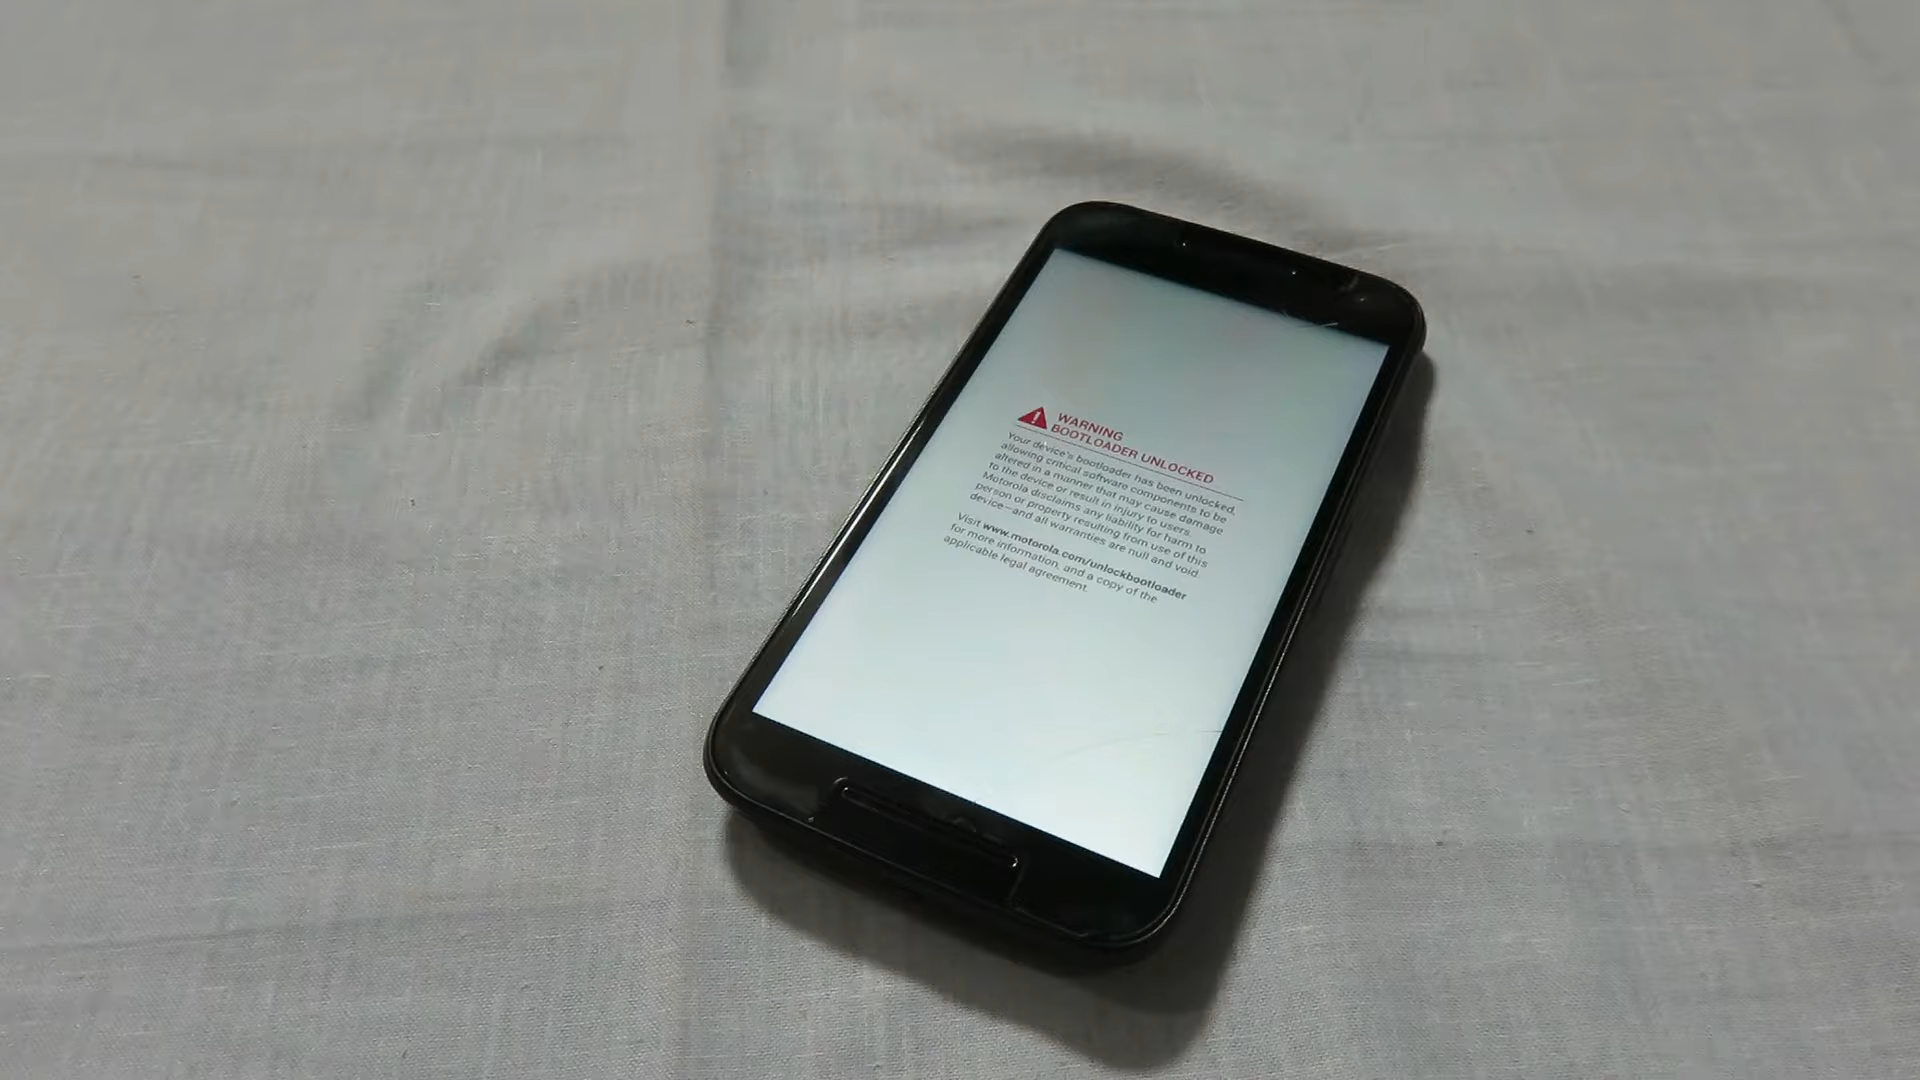 WARNING
BOOTLOADER UNLOCKED
Your device's bootloader has been unlocked,
allowing critical software components to be
altered in a manner that may cause damage
to the device or result in injury to users.
Motorola disclaims any liability for harm to
person or property resulting from use of this
device—and all warranties are null and void.
Visit www.motorola.com/unlockbootloader
for more information, and a copy of the
applicable legal agreement.